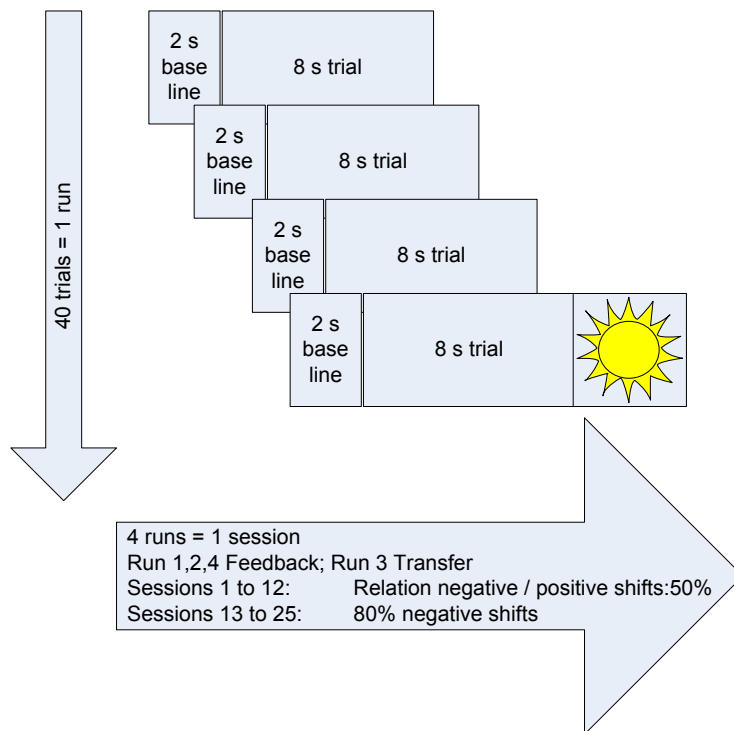 2 s
base
line
8 s trial
2 s
base
line
8 s trial
2 s
base
line
8 s trial
2 s
base
line
8 s trial
40 trials = 1 run
4 runs = 1 session
Run 1,2,4 Feedback; Run 3 Transfer
Sessions 1 to 12: Relation negative / positive shifts:50%
Sessions 13 to 25: 80% negative shifts